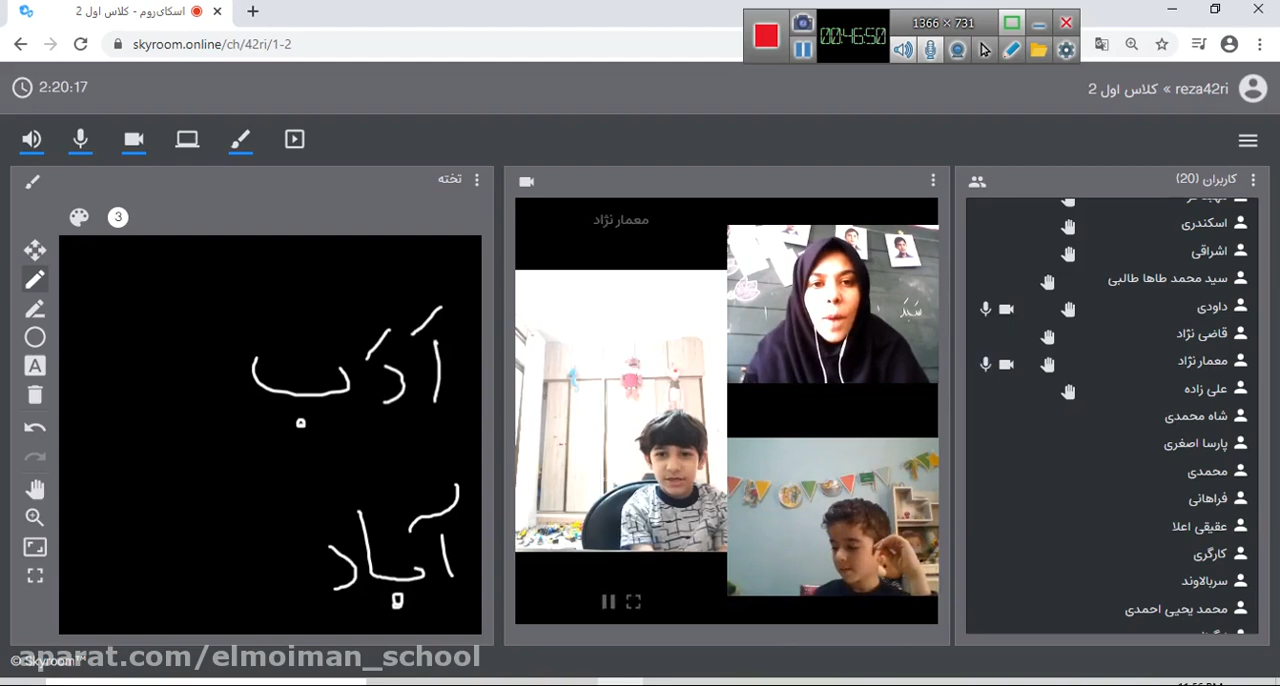 اسکای‌روم - کلاس اول 2
skyroom.online/ch/42ri/1-2
00:46:50
1366 × 731
2:20:17
reza42ri » کلاس اول 2
تخته
3
اَدَب
آباد
معمار نژاد
سَبَد
کاربران (20)
اسکندری
اشراقی
سید محمد طاها طالبی
داودی
قاضی نژاد
معمار نژاد
علی زاده
شاه محمدی
پارسا اصغری
محمدی
فراهانی
عقیقی اعلا
کارگری
سربالاوند
محمد یحیی احمدی
© Skyroom™
aparat.com/elmoiman_school